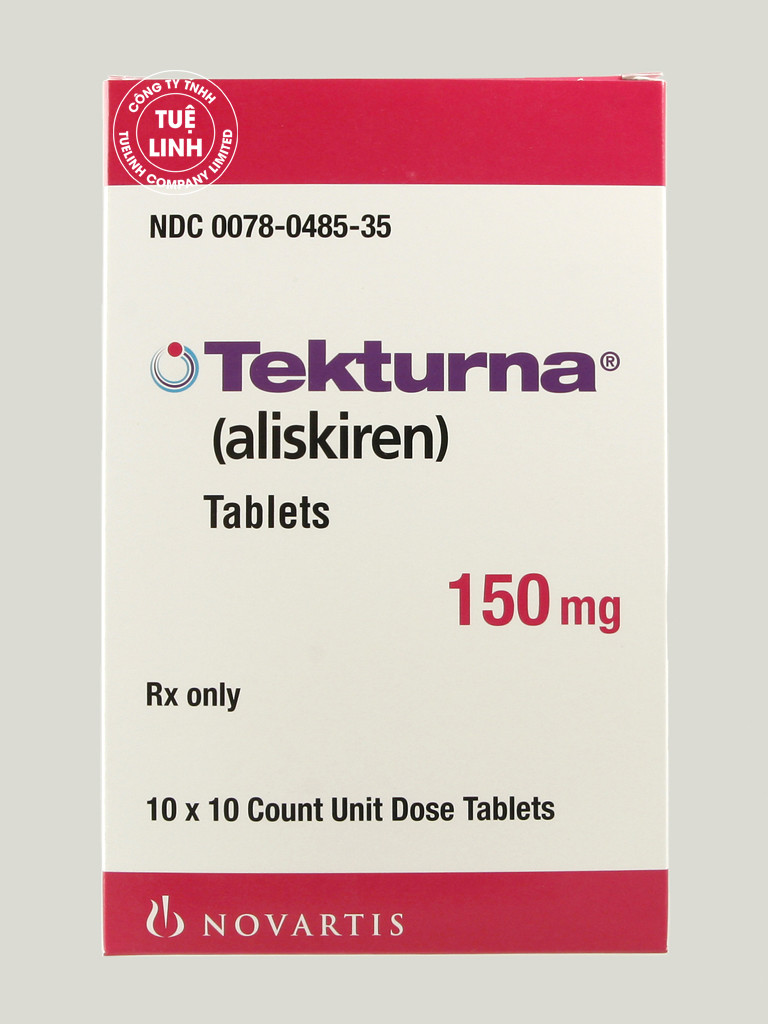 CÔNG TY TNHH
TUỆ
LINH
TUELINH COMPANY LIMITED
NDC 0078-0485-35
Tekturna®
(aliskiren)
Tablets
150 mg
Rx only
10 x 10 Count Unit Dose Tablets
NOVARTIS